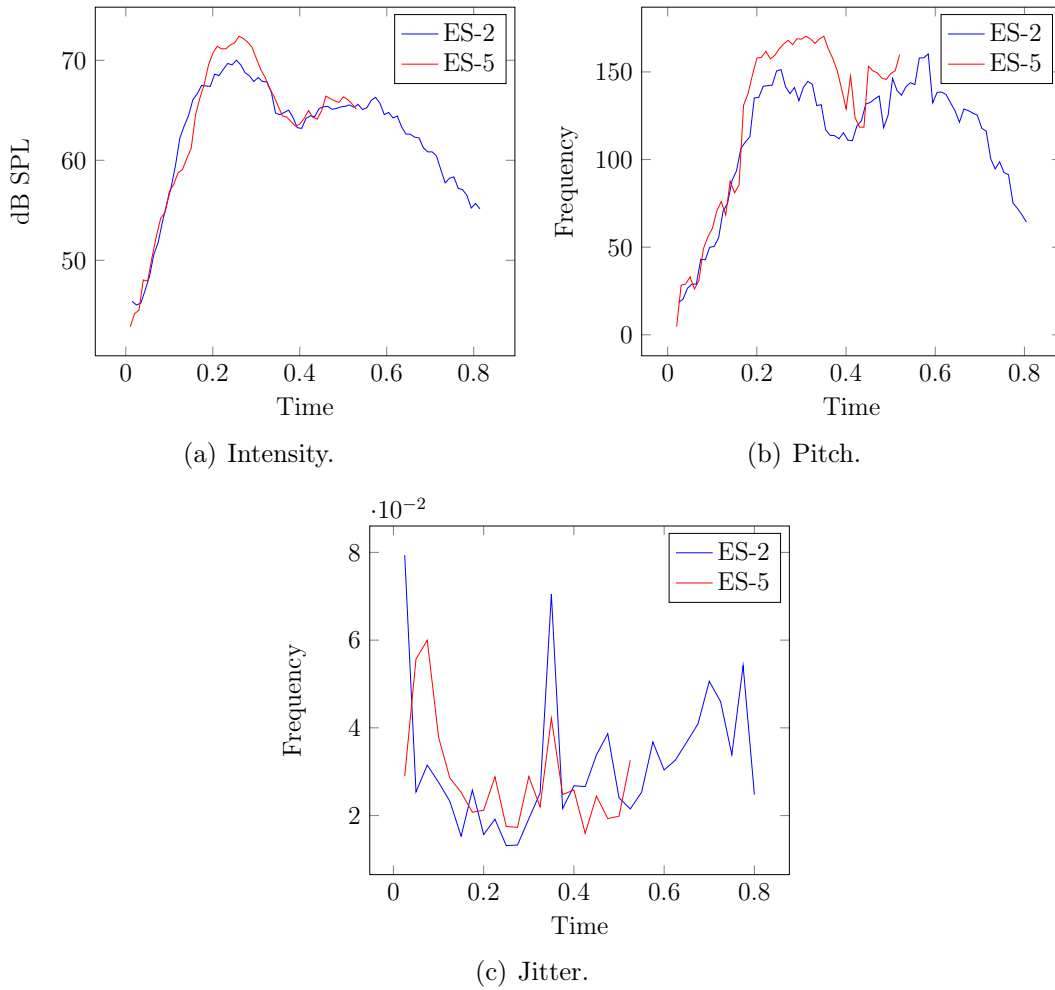 ES-2
ES-5
70
60
50
dB SPL
0 0.2 0.4 0.6 0.8
Time
(a) Intensity.
ES-2
ES-5
150
100
50
0
Frequency
0 0.2 0.4 0.6 0.8
Time
(b) Pitch.
·10⁻²
ES-2
ES-5
8
6
4
2
Frequency
0 0.2 0.4 0.6 0.8
Time
(c) Jitter.